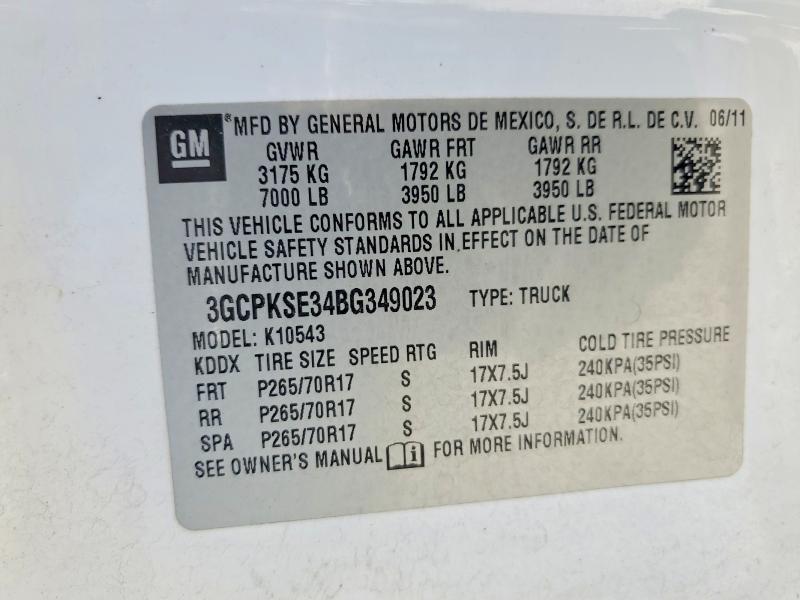 GM ® MFD BY GENERAL MOTORS DE MEXICO, S. DE R.L. DE C.V. 06/11
GVWR GAWR FRT GAWR RR
3175 KG 1792 KG 1792 KG
7000 LB 3950 LB 3950 LB
THIS VEHICLE CONFORMS TO ALL APPLICABLE U.S. FEDERAL MOTOR
VEHICLE SAFETY STANDARDS IN EFFECT ON THE DATE OF
MANUFACTURE SHOWN ABOVE.
3GCPKSE34BG349023 TYPE: TRUCK
MODEL: K10543
KDDX TIRE SIZE SPEED RTG RIM COLD TIRE PRESSURE
FRT P265/70R17 S 17X7.5J 240KPA(35PSI)
RR P265/70R17 S 17X7.5J 240KPA(35PSI)
SPA P265/70R17 S 17X7.5J 240KPA(35PSI)
SEE OWNER'S MANUAL i FOR MORE INFORMATION.